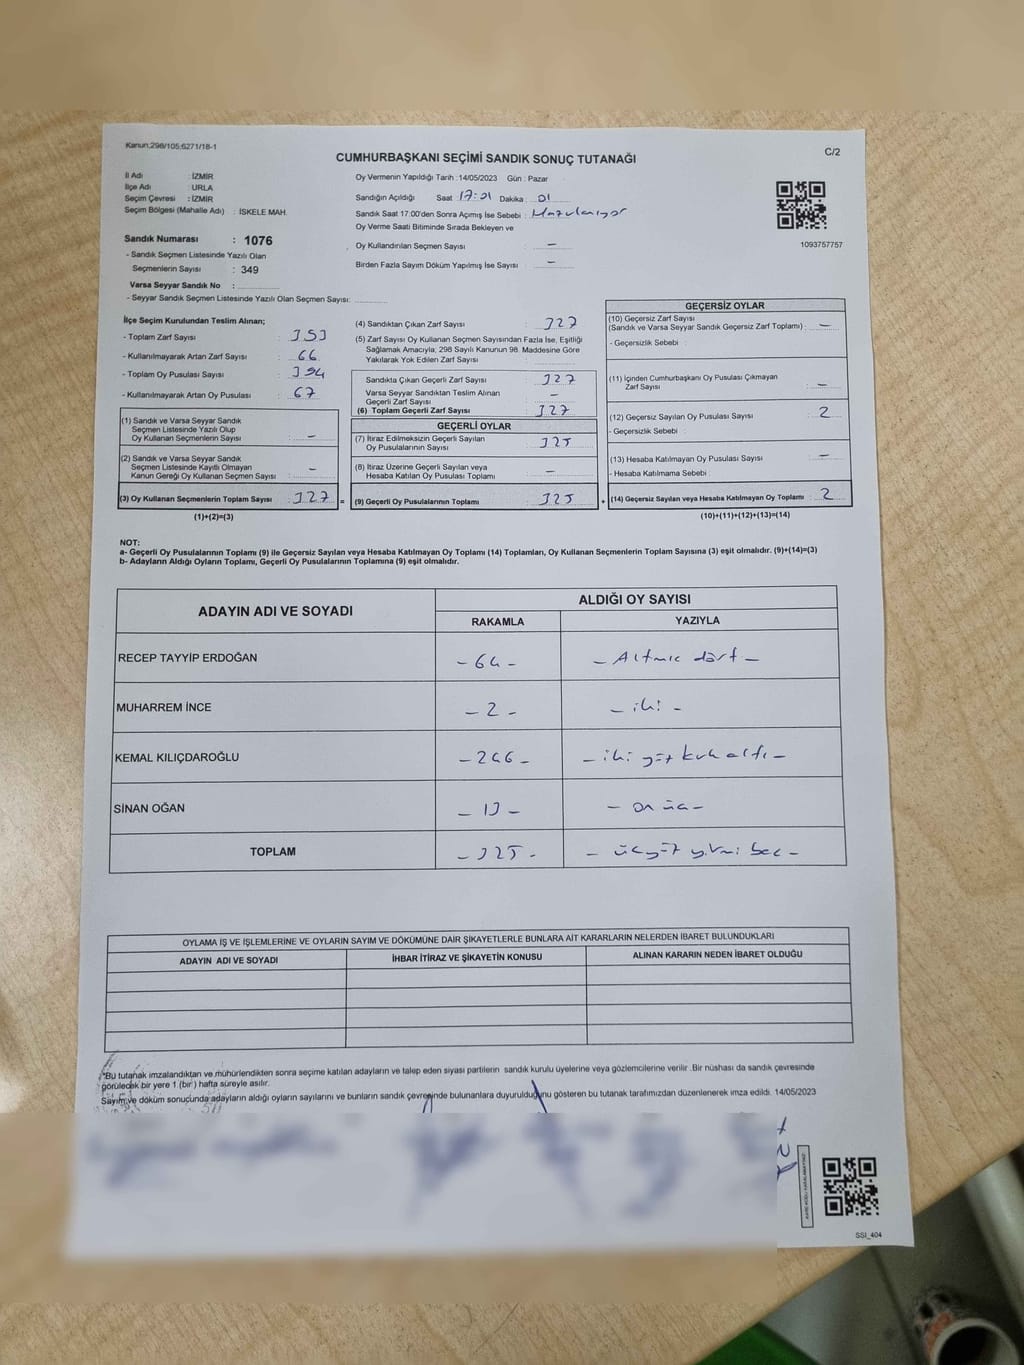 Kanun:298/105;6271/18-1
C/2
CUMHURBAŞKANI SEÇİMİ SANDIK SONUÇ TUTANAĞI
İl Adı : İZMİR
İlçe Adı : URLA
Seçim Çevresi : İZMİR
Seçim Bölgesi (Mahalle Adı) : İSKELE MAH.
Sandık Numarası : 1076
- Sandık Seçmen Listesinde Yazılı Olan
Seçmenlerin Sayısı : 349
Varsa Seyyar Sandık No :
- Seyyar Sandık Seçmen Listesinde Yazılı Olan Seçmen Sayısı:
Oy Vermenin Yapıldığı Tarih :14/05/2023 Gün : Pazar
Sandığın Açıldığı Saat 17:01 Dakika : 01
Sandık Saat 17:00'den Sonra Açımış İse Sebebi : Hazırlanıyor
Oy Verme Saati Bitiminde Sırada Bekleyen ve
Oy Kullandırılan Seçmen Sayısı : –
Birden Fazla Sayım Döküm Yapılmış İse Sayısı : –
1093757757
İlçe Seçim Kurulundan Teslim Alınan;
- Toplam Zarf Sayısı : 393
- Kullanılmayarak Artan Zarf Sayısı : 66
- Toplam Oy Pusulası Sayısı : 394
- Kullanılmayarak Artan Oy Pusulası : 67
(1) Sandık ve Varsa Seyyar Sandık
Seçmen Listesinde Yazılı Olup
Oy Kullanan Seçmenlerin Sayısı : –
(2) Sandık ve Varsa Seyyar Sandık
Seçmen Listesinde Kayıtlı Olmayan
Kanun Gereği Oy Kullanan Seçmen Sayısı : –
(3) Oy Kullanan Seçmenlerin Toplam Sayısı : 327 =
(1)+(2)=(3)
(4) Sandıktan Çıkan Zarf Sayısı : 327
(5) Zarf Sayısı Oy Kullanan Seçmen Sayısından Fazla İse, Eşitliği
Sağlamak Amacıyla; 298 Sayılı Kanunun 98. Maddesine Göre
Yakılarak Yok Edilen Zarf Sayısı :
Sandıkta Çıkan Geçerli Zarf Sayısı : 327
Varsa Seyyar Sandıktan Teslim Alınan
Geçerli Zarf Sayısı : –
(6) Toplam Geçerli Zarf Sayısı : 327
GEÇERLİ OYLAR
(7) İtiraz Edilmeksizin Geçerli Sayılan
Oy Pusulalarının Sayısı : 325
(8) İtiraz Üzerine Geçerli Sayılan veya
Hesaba Katılan Oy Pusulası Toplamı : –
(9) Geçerli Oy Pusulalarının Toplamı : 325 +
GEÇERSİZ OYLAR
(10) Geçersiz Zarf Sayısı
(Sandık ve Varsa Seyyar Sandık Geçersiz Zarf Toplamı) : –
- Geçersizlik Sebebi :
(11) İçinden Cumhurbaşkanı Oy Pusulası Çıkmayan
Zarf Sayısı : –
(12) Geçersiz Sayılan Oy Pusulası Sayısı : 2
- Geçersizlik Sebebi :
(13) Hesaba Katılmayan Oy Pusulası Sayısı : –
- Hesaba Katılmama Sebebi :
(14) Geçersiz Sayılan veya Hesaba Katılmayan Oy Toplamı : 2
(10)+(11)+(12)+(13)=(14)
NOT:
a- Geçerli Oy Pusulalarının Toplamı (9) ile Geçersiz Sayılan veya Hesaba Katılmayan Oy Toplamı (14) Toplamları, Oy Kullanan Seçmenlerin Toplam Sayısına (3) eşit olmalıdır. (9)+(14)=(3)
b- Adayların Aldığı Oyların Toplamı, Geçerli Oy Pusulalarının Toplamına (9) eşit olmalıdır.
ADAYIN ADI VE SOYADI ALDIĞI OY SAYISI
RAKAMLA YAZIYLA
RECEP TAYYİP ERDOĞAN – 64 – – Altmış dört –
MUHARREM İNCE – 2 – – iki –
KEMAL KILIÇDAROĞLU – 246 – – iki yüz kırk altı –
SİNAN OĞAN – 13 – – on üç –
TOPLAM – 325 – – üçyüz yirmi beş –
OYLAMA İŞ VE İŞLEMLERİNE VE OYLARIN SAYIM VE DÖKÜMÜNE DAİR ŞİKAYETLERLE BUNLARA AİT KARARLARIN NELERDEN İBARET BULUNDUKLARI
ADAYIN ADI VE SOYADI İHBAR İTİRAZ VE ŞİKAYETİN KONUSU ALINAN KARARIN NEDEN İBARET OLDUĞU
*Bu tutanak imzalandıktan ve mühürlendikten sonra seçime katılan adayların ve talep eden siyasi partilerin sandık kurulu üyelerine veya gözlemcilerine verilir. Bir nüshası da sandık çevresinde
görülecek bir yere 1 (bir) hafta süreyle asılır.
Sayım ve döküm sonucunda adayların aldığı oyların sayılarını ve bunların sandık çevresinde bulunanlara duyurulduğunu gösteren bu tutanak tarafımızdan düzenlenerek imza edildi. 14/05/2023
SSI_404